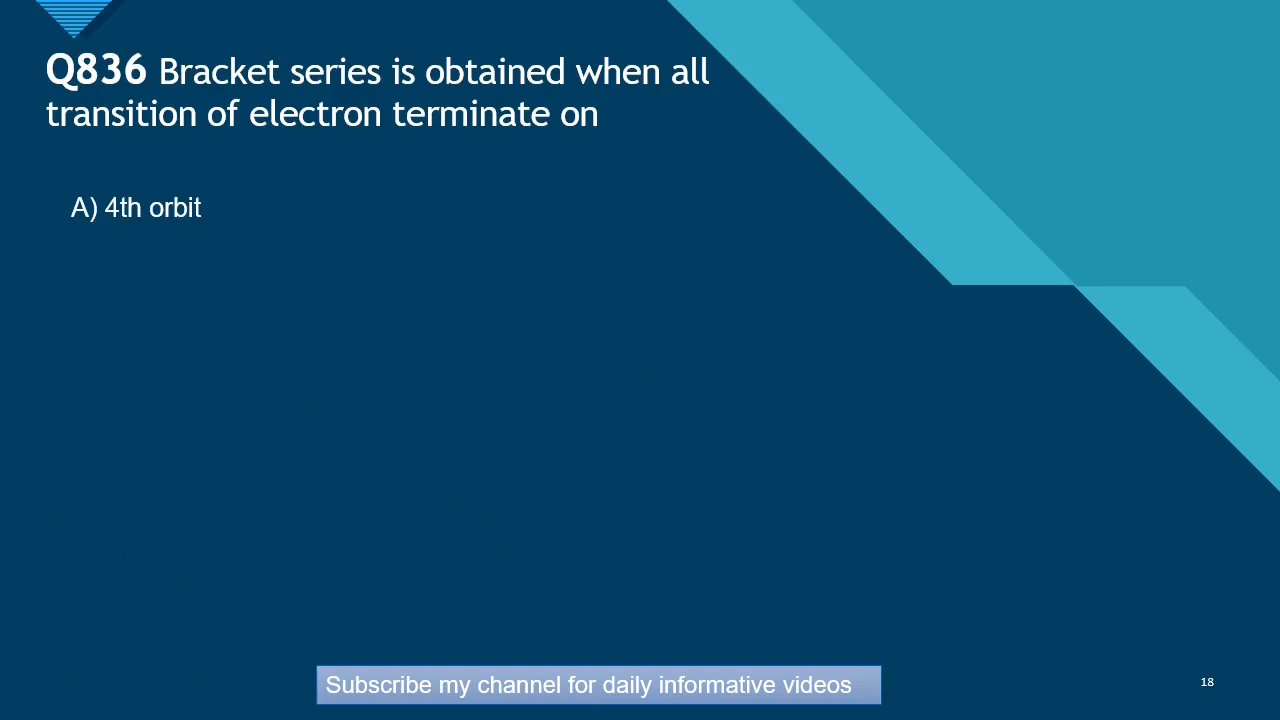 Q836 Bracket series is obtained when all
transition of electron terminate on
A) 4th orbit
Subscribe my channel for daily informative videos
18